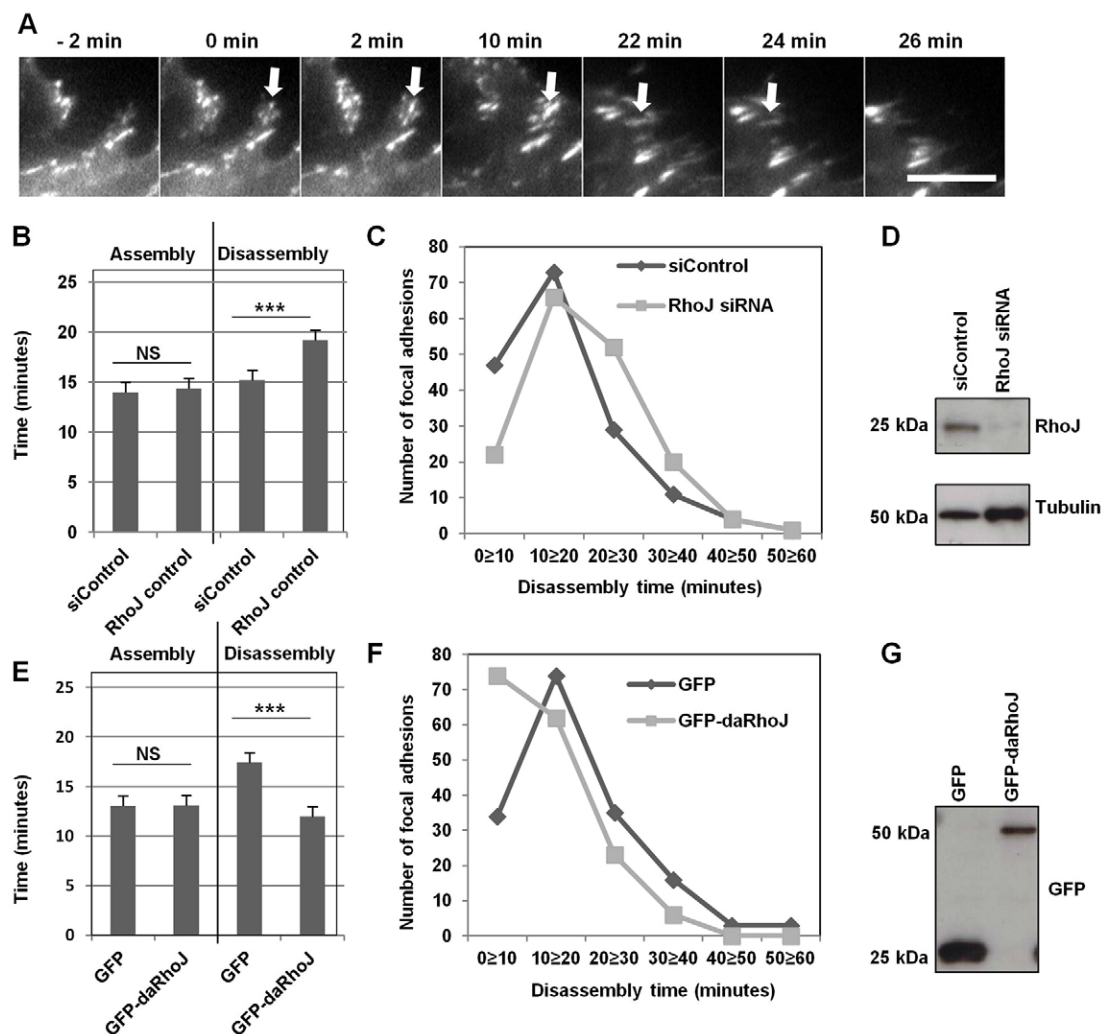 A
- 2 min 0 min 2 min 10 min 22 min 24 min 26 min
B
Assembly Disassembly
25
20
15
10
5
0
Time (minutes)
NS
***
siControl
RhoJ control
siControl
RhoJ control
C
80
70
60
50
40
30
20
10
0
Number of focal adhesions
siControl
RhoJ siRNA
0≥10 10≥20 20≥30 30≥40 40≥50 50≥60
Disassembly time (minutes)
D
siControl
RhoJ siRNA
25 kDa
RhoJ
50 kDa
Tubulin
E
Assembly Disassembly
25
20
15
10
5
0
Time (minutes)
NS
***
GFP
GFP-daRhoJ
GFP
GFP-daRhoJ
F
80
70
60
50
40
30
20
10
0
Number of focal adhesions
GFP
GFP-daRhoJ
0≥10 10≥20 20≥30 30≥40 40≥50 50≥60
Disassembly time (minutes)
G
GFP
GFP-daRhoJ
50 kDa
GFP
25 kDa